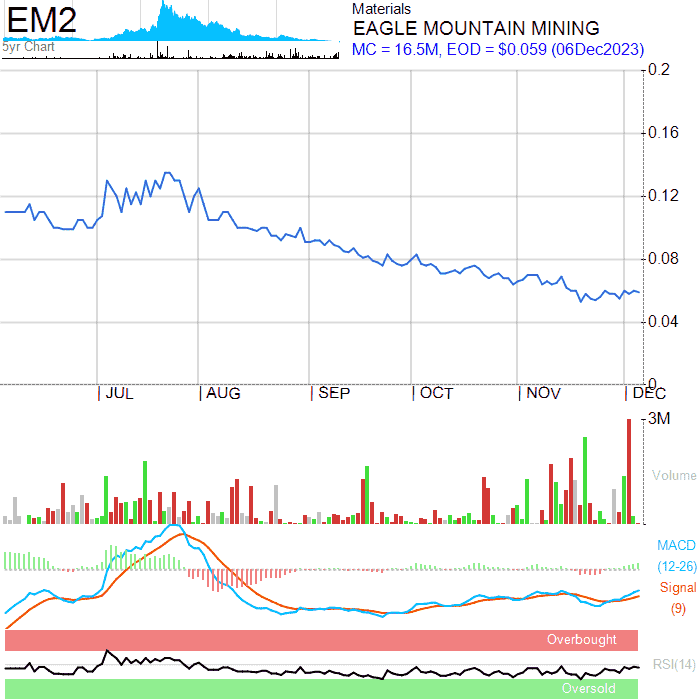 EM2
5yr Chart
Materials
EAGLE MOUNTAIN MINING
MC = 16.5M, EOD = $0.059 (06Dec2023)
0.2
0.16
0.12
0.08
0.04
0
JUL
AUG
SEP
OCT
NOV
DEC
3M
Volume
MACD
(12-26)
Signal
(9)
Overbought
RSI(14)
Oversold